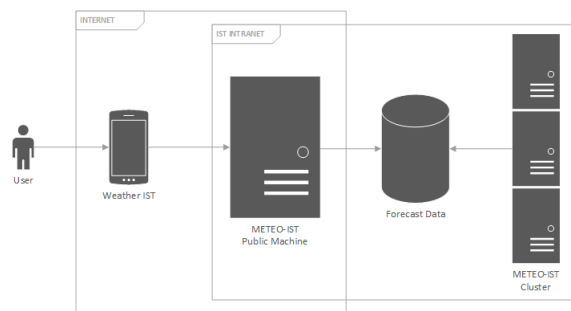 INTERNET
IST INTRANET
User
Weather IST
METEO-IST
Public Machine
Forecast Data
METEO-IST
Cluster